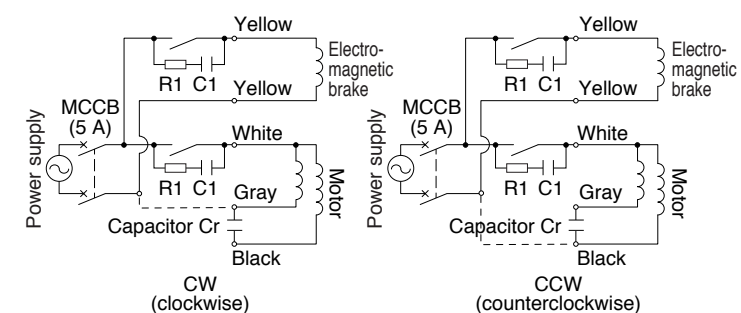 Yellow
Electro-
magnetic
brake
R1 C1
Yellow
MCCB
(5 A)
White
Power supply
R1 C1
Gray
Motor
Capacitor Cr
Black
CW
(clockwise)
Yellow
Electro-
magnetic
brake
R1 C1
Yellow
MCCB
(5 A)
White
Power supply
R1 C1
Gray
Motor
Capacitor Cr
Black
CCW
(counterclockwise)